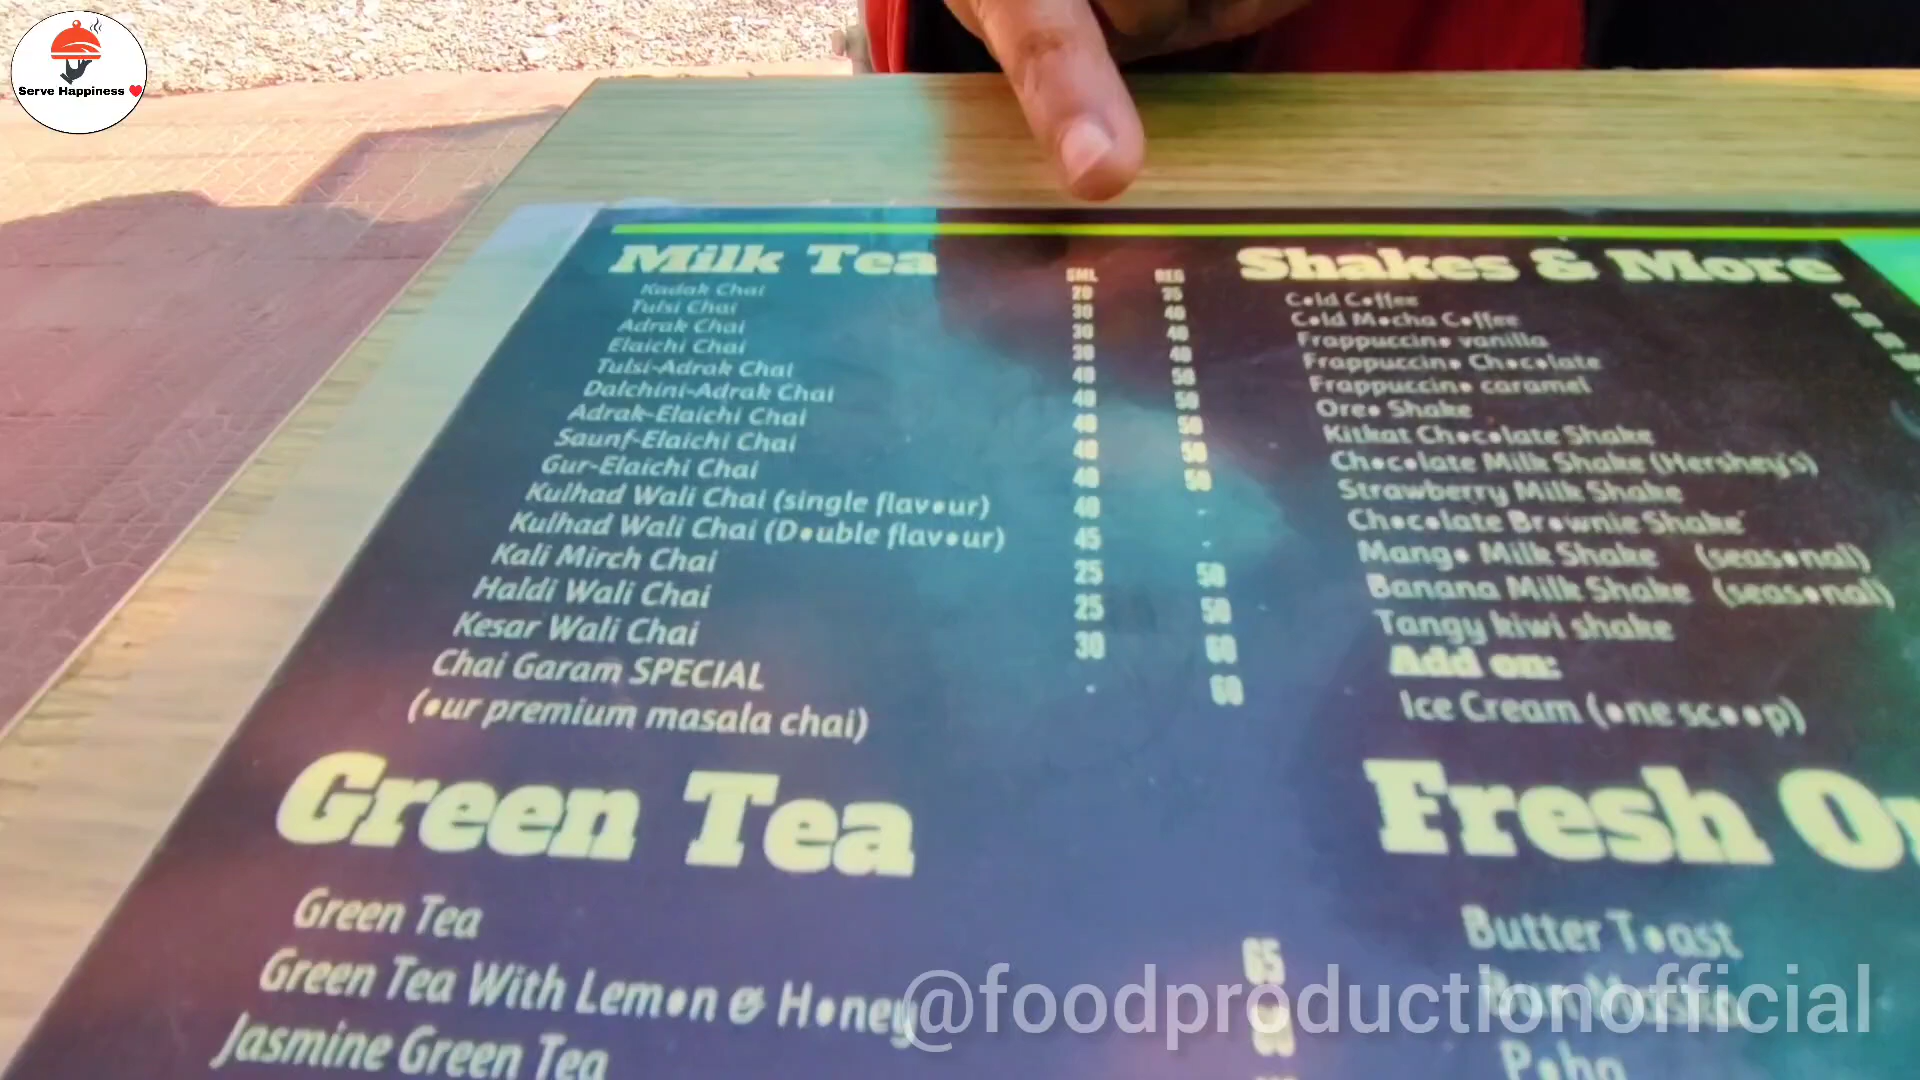 Serve Happiness
Milk Tea
SML REG
Kadak Chai 20 25
Tulsi Chai 30 40
Adrak Chai 30 40
Elaichi Chai 30 40
Tulsi-Adrak Chai 40 50
Dalchini-Adrak Chai 40 50
Adrak-Elaichi Chai 40 50
Saunf-Elaichi Chai 40 50
Gur-Elaichi Chai 40 50
Kulhad Wali Chai (single flavour) 40 -
Kulhad Wali Chai (Double flavour) 45 -
Kali Mirch Chai 25 50
Haldi Wali Chai 25 50
Kesar Wali Chai 30 60
Chai Garam SPECIAL - 60
(our premium masala chai)
Green Tea
Green Tea 65
Green Tea With Lemon & Honey
Jasmine Green Tea
Shakes & More
Cold Coffee
Cold Mocha Coffee
Frappuccino vanilla
Frappuccino Chocolate
Frappuccino caramel
Oreo Shake
Kitkat Chocolate Shake
Chocolate Milk Shake (Hershey's)
Strawberry Milk Shake
Chocolate Brownie Shake
Mango Milk Shake (seasonal)
Banana Milk Shake (seasonal)
Tangy kiwi shake
Add on:
Ice Cream (one scoop)
Fresh
Butter Toast
Bun Maska
Poha
@foodproductionofficial